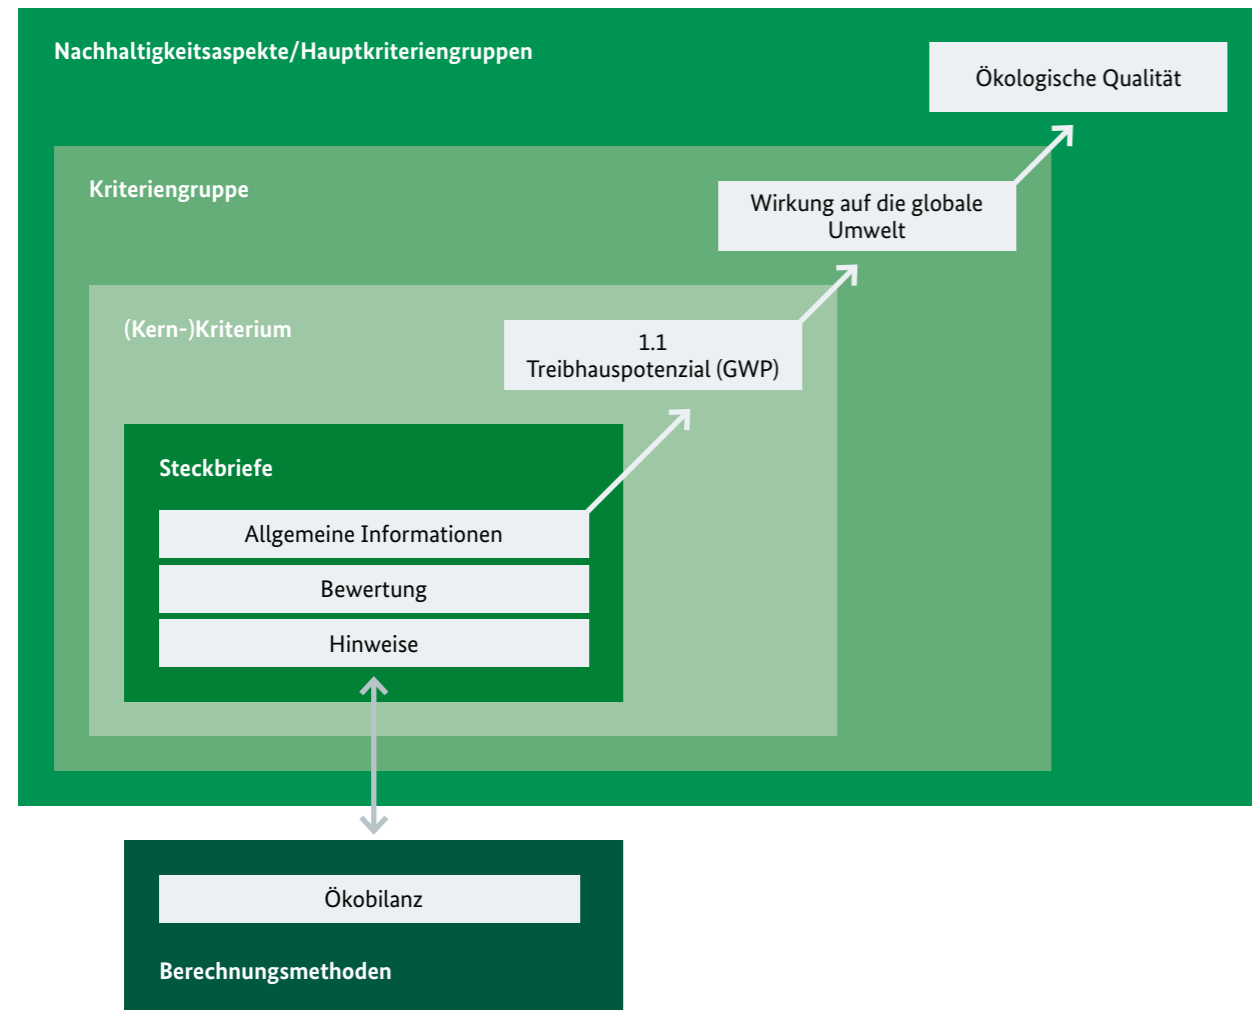 Nachhaltigkeitsaspekte/Hauptkriteriengruppen
Ökologische Qualität
Kriteriengruppe
Wirkung auf die globale
Umwelt
(Kern-)Kriterium
1.1
Treibhauspotenzial (GWP)
Steckbriefe
Allgemeine Informationen
Bewertung
Hinweise
Ökobilanz
Berechnungsmethoden